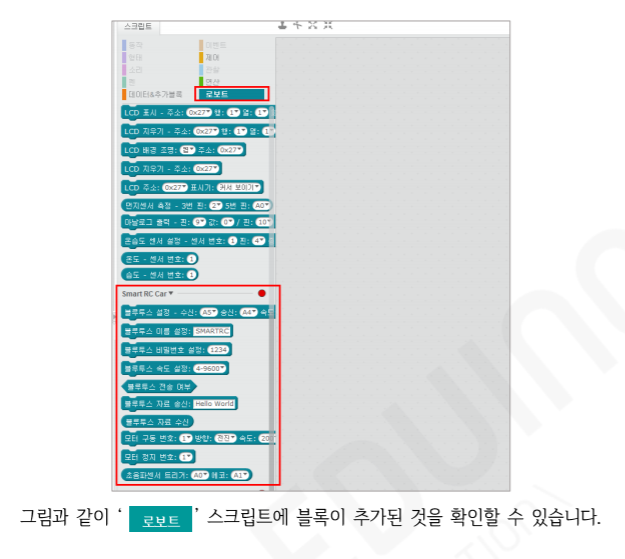 스크립트
동작
이벤트
형태
제어
소리
관찰
펜
연산
데이터&추가블록
로보트
LCD 표시 - 주소: 0x27 행: 1 열: 1
LCD 지우기 - 주소: 0x27 행: 1 열: 1
LCD 배경 조명: 켬 주소: 0x27
LCD 지우기 - 주소: 0x27
LCD 주소: 0x27 표시기: 커서 보이기
먼지센서 측정 - 3번 핀: 2 5번 핀: A0
아날로그 출력 - 핀: 9 값: 0 / 핀: 10
온습도 센서 설정 - 센서 번호: 1 핀: 4
온도 - 센서 번호: 1
습도 - 센서 번호: 1
Smart RC Car
블루투스 설정 - 수신: A5 송신: A4 속도
블루투스 이름 설정: SMARTRC
블루투스 비밀번호 설정: 1234
블루투스 속도 설정: 4-9600
블루투스 전송 여부
블루투스 자료 송신: Hello World
블루투스 자료 수신
모터 구동 번호: 1 방향: 전진 속도: 20
모터 정지 번호: 1
초음파센서 트리거: A0 에코: A1
그림과 같이 ‘ 로보트 ’ 스크립트에 블록이 추가된 것을 확인할 수 있습니다.
EDUINO